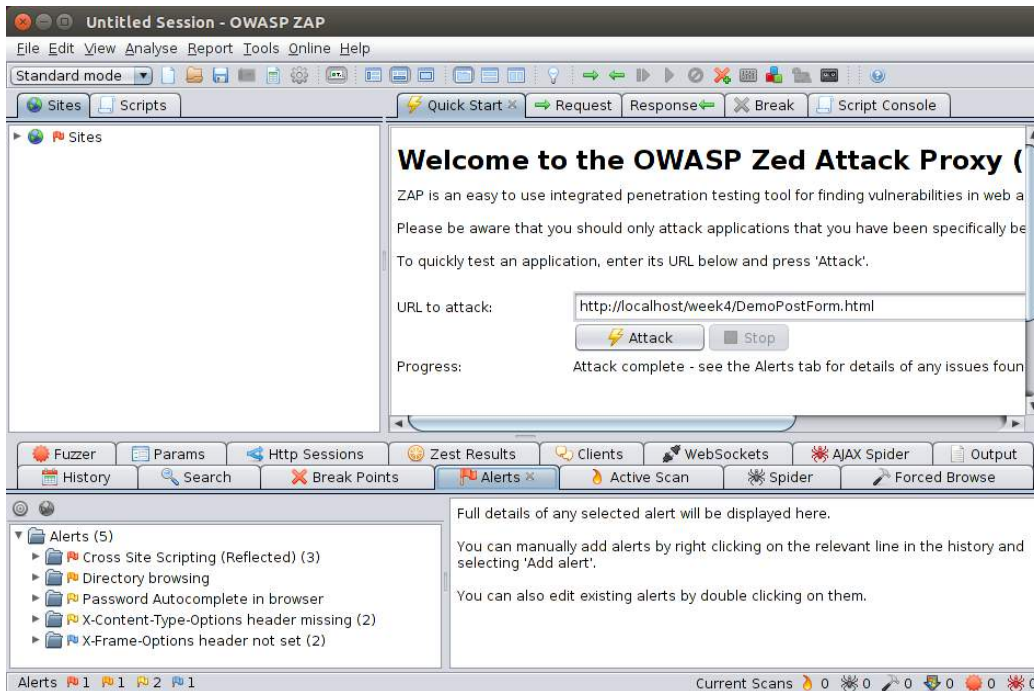 Untitled Session - OWASP ZAP
File Edit View Analyse Report Tools Online Help
Standard mode
Sites Scripts Quick Start Request Response Break Script Console
Sites
Welcome to the OWASP Zed Attack Proxy (
ZAP is an easy to use integrated penetration testing tool for finding vulnerabilities in web a
Please be aware that you should only attack applications that you have been specifically be
To quickly test an application, enter its URL below and press 'Attack'.
URL to attack: http://localhost/week4/DemoPostForm.html
Attack Stop
Progress: Attack complete - see the Alerts tab for details of any issues foun
Fuzzer Params Http Sessions Zest Results Clients WebSockets AJAX Spider Output
History Search Break Points Alerts Active Scan Spider Forced Browse
Alerts (5)
Cross Site Scripting (Reflected) (3)
Directory browsing
Password Autocomplete in browser
X-Content-Type-Options header missing (2)
X-Frame-Options header not set (2)
Full details of any selected alert will be displayed here.
You can manually add alerts by right clicking on the relevant line in the history and
selecting 'Add alert'.
You can also edit existing alerts by double clicking on them.
Alerts 1 1 2 1 Current Scans 0 0 0 0 0 0